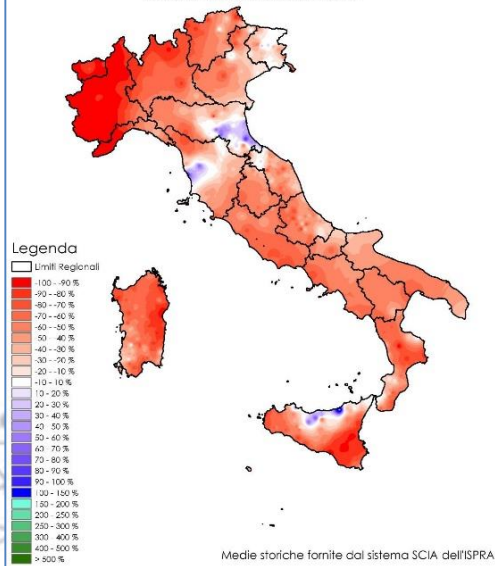 Legenda
Limiti Regionali
-100 - -90 %
-90 - -80 %
-80 - -70 %
-70 - -60 %
-60 - -50 %
-50 - -40 %
-40 - -30 %
-30 - -20 %
-20 - -10 %
-10 - 10 %
10 - 20 %
20 - 30 %
30 - 40 %
40 - 50 %
50 - 60 %
60 - 70 %
70 - 80 %
80 - 90 %
90 - 100 %
100 - 150 %
150 - 200 %
200 - 250 %
250 - 300 %
300 - 400 %
400 - 500 %
> 500 %
Medie storiche fornite dal sistema SCIA dell'ISPRA